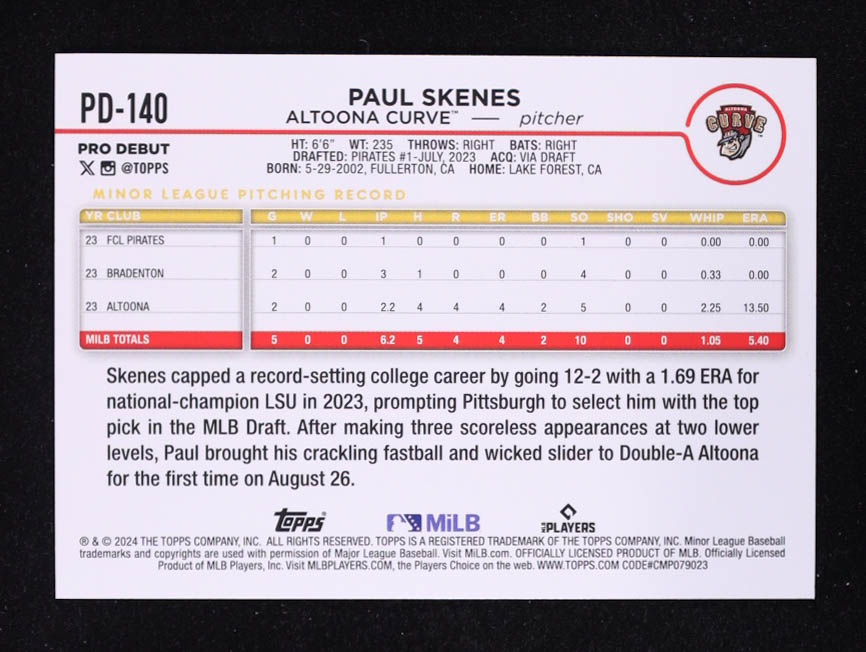 PD-140
PAUL SKENES
ALTOONA CURVE™ — pitcher
ALTOONA
CURVE
™
PRO DEBUT
@TOPPS
HT: 6'6" WT: 235 THROWS: RIGHT BATS: RIGHT
DRAFTED: PIRATES #1-JULY, 2023 ACQ: VIA DRAFT
BORN: 5-29-2002, FULLERTON, CA HOME: LAKE FOREST, CA
MINOR LEAGUE PITCHING RECORD
YR CLUB G W L IP H R ER BB SO SHO SV WHIP ERA
23 FCL PIRATES 1 0 0 1 0 0 0 0 1 0 0 0.00 0.00
23 BRADENTON 2 0 0 3 1 0 0 0 4 0 0 0.33 0.00
23 ALTOONA 2 0 0 2.2 4 4 4 2 5 0 0 2.25 13.50
MILB TOTALS 5 0 0 6.2 5 4 4 2 10 0 0 1.05 5.40
Skenes capped a record-setting college career by going 12-2 with a 1.69 ERA for
national-champion LSU in 2023, prompting Pittsburgh to select him with the top
pick in the MLB Draft. After making three scoreless appearances at two lower
levels, Paul brought his crackling fastball and wicked slider to Double-A Altoona
for the first time on August 26.
Topps MiLB MLB PLAYERS
® & © 2024 THE TOPPS COMPANY, INC. ALL RIGHTS RESERVED. TOPPS IS A REGISTERED TRADEMARK OF THE TOPPS COMPANY, INC. Minor League Baseball
trademarks and copyrights are used with permission of Major League Baseball. Visit MiLB.com. OFFICIALLY LICENSED PRODUCT OF MLB. Officially Licensed
Product of MLB Players, Inc. Visit MLBPLAYERS.COM, the Players Choice on the web. WWW.TOPPS.COM CODE#CMP079023